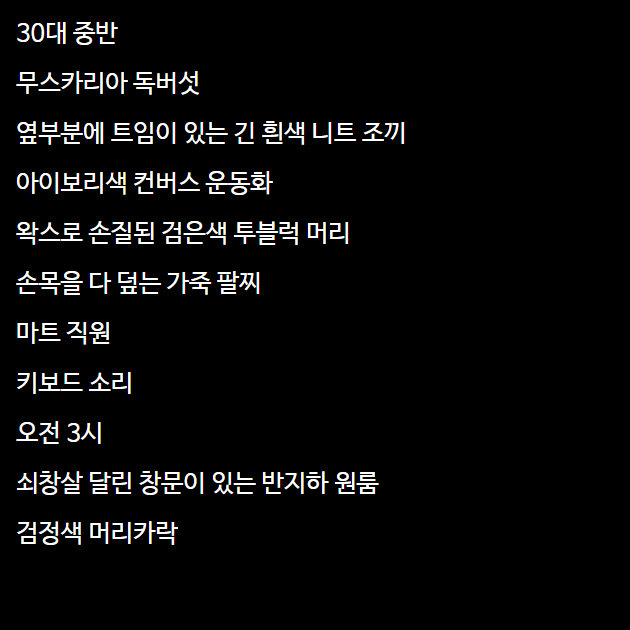 30대 중반
무스카리아 독버섯
옆부분에 트임이 있는 긴 흰색 니트 조끼
아이보리색 컨버스 운동화
왁스로 손질된 검은색 투블럭 머리
손목을 다 덮는 가죽 팔찌
마트 직원
키보드 소리
오전 3시
쇠창살 달린 창문이 있는 반지하 원룸
검정색 머리카락